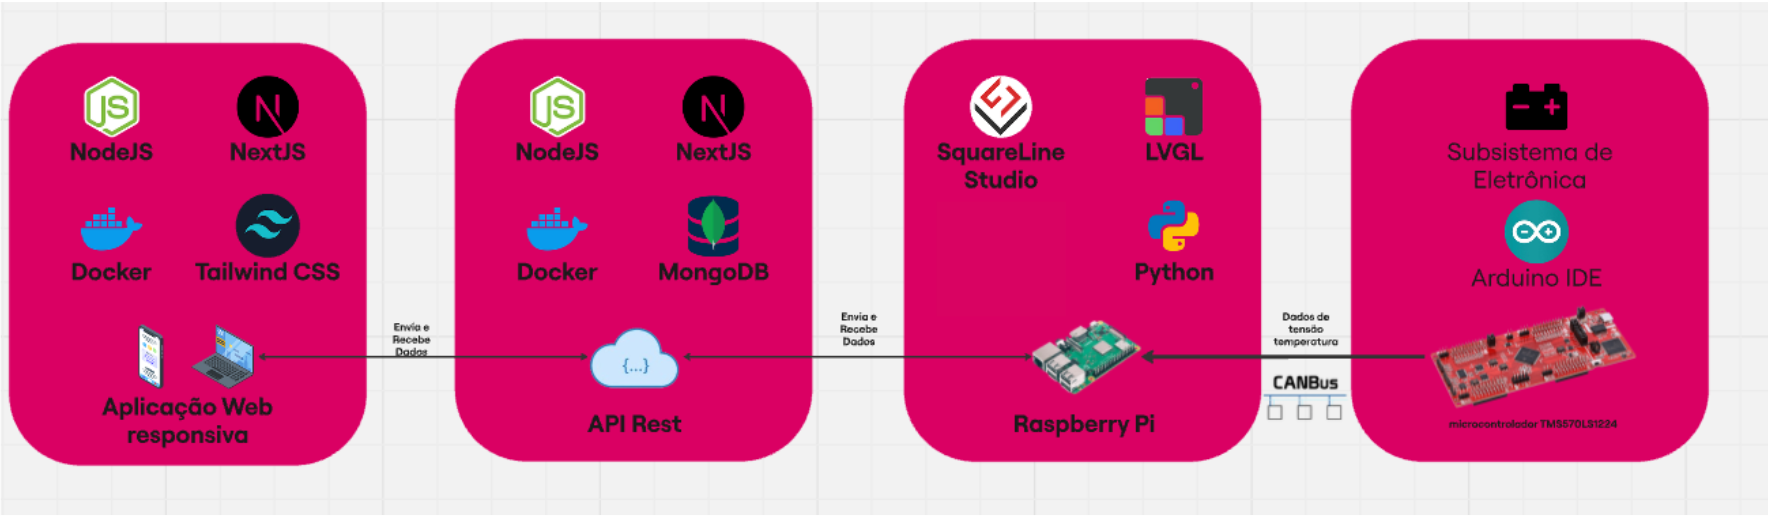 JS
NodeJS
N
NextJS
Docker
Tailwind CSS
Aplicação Web
responsiva
Envia e
Recebe
Dados
JS
NodeJS
N
NextJS
Docker
MongoDB
{...}
API Rest
Envia e
Recebe
Dados
SquareLine
Studio
LVGL
Python
Raspberry Pi
Dados de
tensão
temperatura
CANBus
Subsistema de
Eletrônica
Arduino IDE
microcontrolador TMS570LS1224